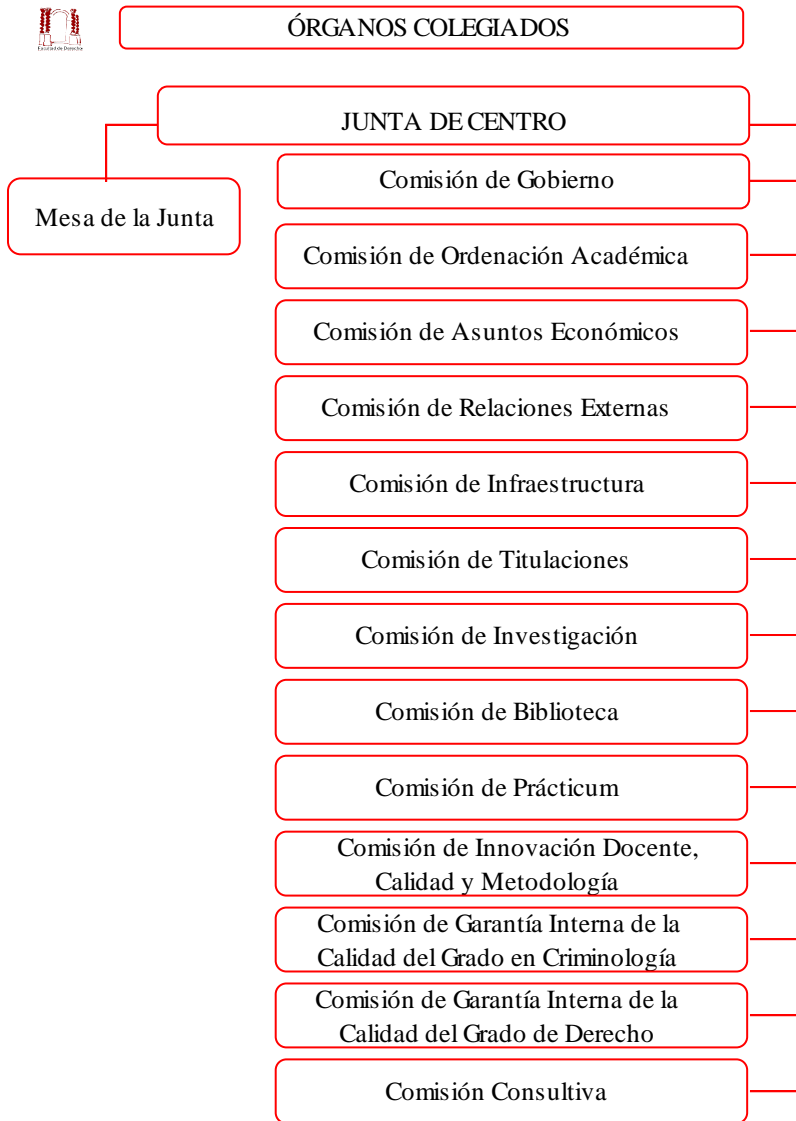 Facultad de Derecho
ÓRGANOS COLEGIADOS
JUNTA DE CENTRO
Mesa de la Junta
Comisión de Gobierno
Comisión de Ordenación Académica
Comisión de Asuntos Económicos
Comisión de Relaciones Externas
Comisión de Infraestructura
Comisión de Titulaciones
Comisión de Investigación
Comisión de Biblioteca
Comisión de Prácticum
Comisión de Innovación Docente,
Calidad y Metodología
Comisión de Garantía Interna de la
Calidad del Grado en Criminología
Comisión de Garantía Interna de la
Calidad del Grado de Derecho
Comisión Consultiva